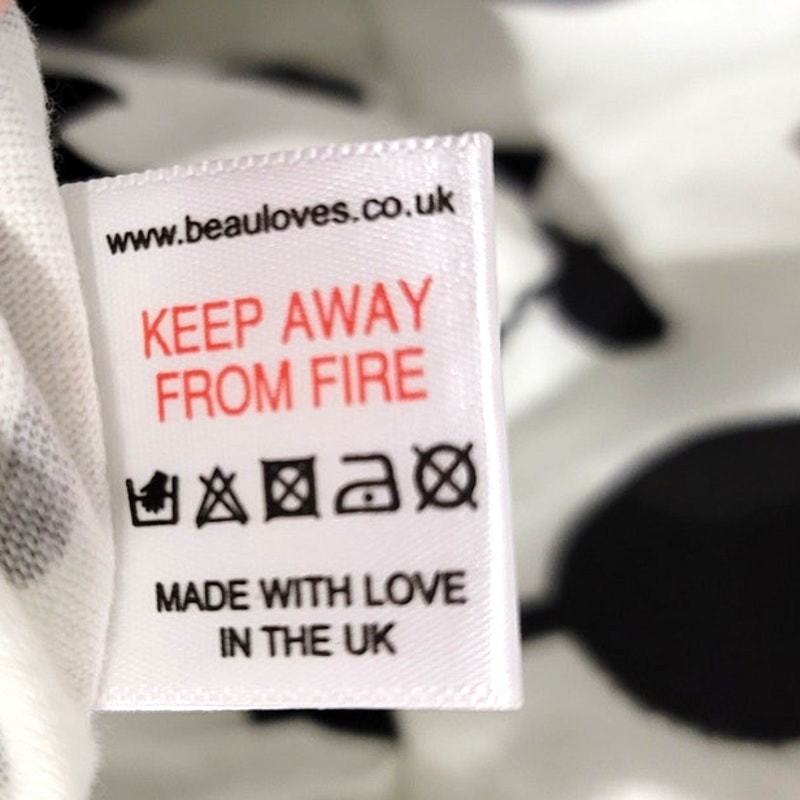 www.beauloves.co.uk
KEEP AWAY
FROM FIRE
MADE WITH LOVE
IN THE UK